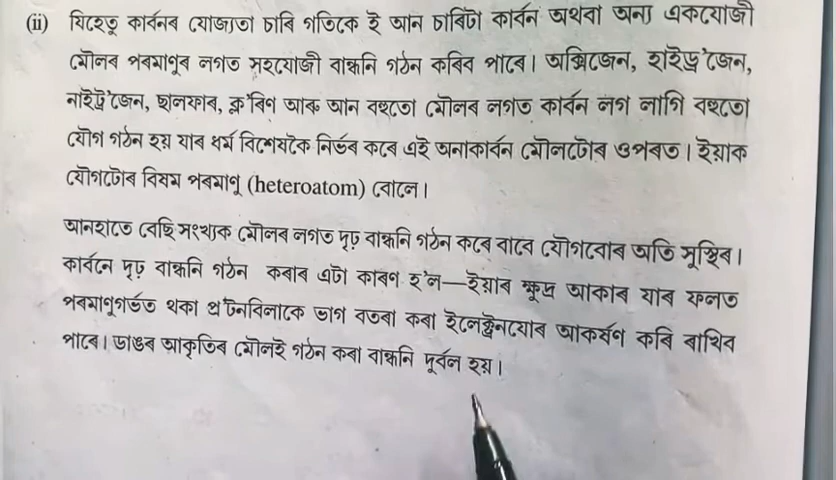 (ii) যিহেতু কাৰ্বনৰ যোজ্যতা চাৰি গতিকে ই আন চাৰিটা কাৰ্বন অথবা অন্য একযোজী
মৌলৰ পৰমাণুৰ লগত সহযোজী বান্ধনি গঠন কৰিব পাৰে। অক্সিজেন, হাইড্ৰ'জেন,
নাইট্ৰ'জেন, ছালফাৰ, ক্ল'ৰিণ আৰু আন বহুতো মৌলৰ লগত কাৰ্বন লগ লাগি বহুতো
যৌগ গঠন হয় যাৰ ধৰ্ম বিশেষকৈ নিৰ্ভৰ কৰে এই অনাকাৰ্বন মৌলটোৰ ওপৰত। ইয়াক
যৌগটোৰ বিষম পৰমাণু (heteroatom) বোলে।
আনহাতে বেছি সংখ্যক মৌলৰ লগত দৃঢ় বান্ধনি গঠন কৰে বাবে যৌগবোৰ অতি সুস্থিৰ।
কাৰ্বনে দৃঢ় বান্ধনি গঠন কৰাৰ এটা কাৰণ হ'ল—ইয়াৰ ক্ষুদ্ৰ আকাৰ যাৰ ফলত
পৰমাণুগৰ্ভত থকা প্ৰ'টনবিলাকে ভাগ বতৰা কৰা ইলেক্ট্ৰনযোৰ আকৰ্ষণ কৰি ৰাখিব
পাৰে। ডাঙৰ আকৃতিৰ মৌলই গঠন কৰা বান্ধনি দুৰ্বল হয়।